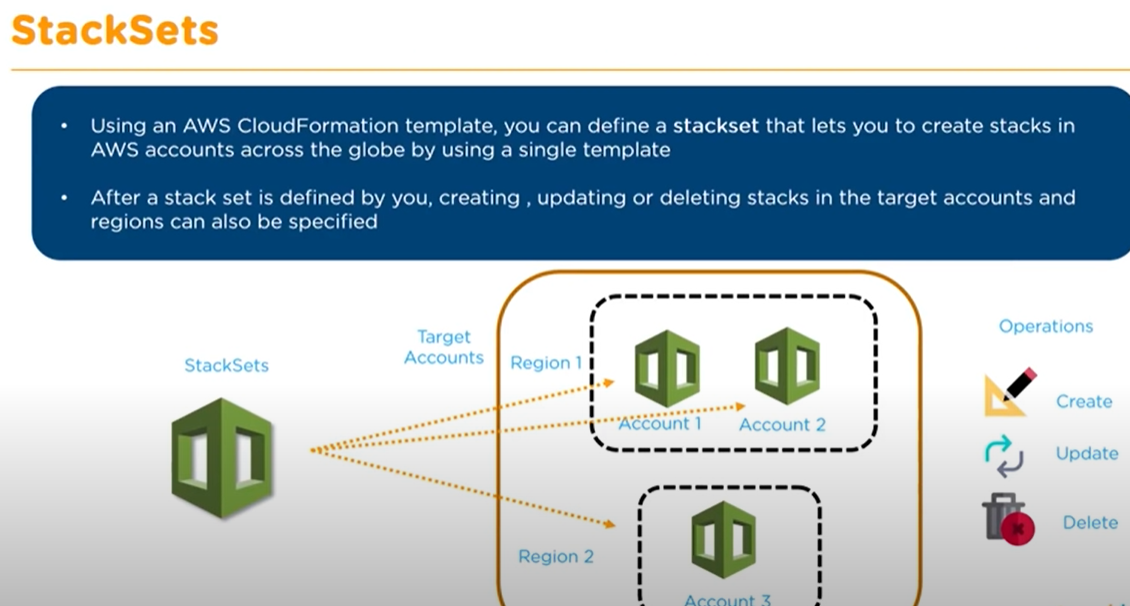 StackSets
• Using an AWS CloudFormation template, you can define a stackset that lets you to create stacks in
AWS accounts across the globe by using a single template
• After a stack set is defined by you, creating , updating or deleting stacks in the target accounts and
regions can also be specified
StackSets
Target
Accounts
Region 1
Account 1
Account 2
Region 2
Account 3
Operations
Create
Update
Delete